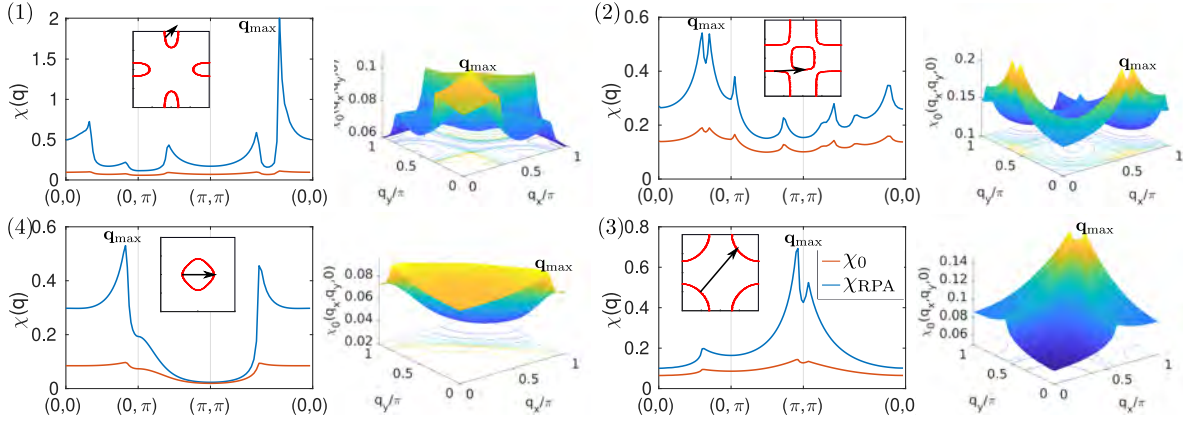 (1)
2
1.5
1
0.5
0
χ(q)
q_max
(0,0)
(0,π)
(π,π)
(0,0)
0.1
0.08
0.06
χ₀(q_x,q_y,0)
q_max
1
0.5
0
q_y/π
0
0.5
1
q_x/π
(2)
0.6
0.4
0.2
0
χ(q)
q_max
(0,0)
(0,π)
(π,π)
(0,0)
0.2
0.15
0.1
χ₀(q_x,q_y,0)
q_max
1
0.5
0
q_y/π
0
0.5
1
q_x/π
(4)
0.6
0.4
0.2
0
χ(q)
q_max
(0,0)
(0,π)
(π,π)
(0,0)
0.08
0.06
0.04
0.02
χ₀(q_x,q_y,0)
q_max
1
0.5
0
q_y/π
0
0.5
1
q_x/π
(3)
0.8
0.6
0.4
0.2
0
χ(q)
q_max
χ₀
χ_RPA
(0,0)
(0,π)
(π,π)
(0,0)
0.14
0.12
0.1
0.08
0.06
χ₀(q_x,q_y,0)
q_max
1
0.5
0
q_y/π
0
0.5
1
q_x/π